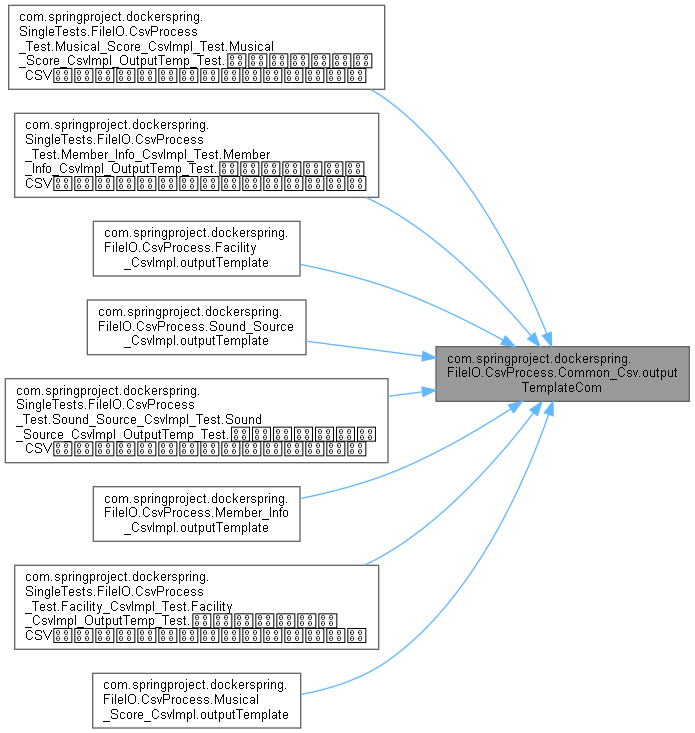 com.springproject.dockerspring.
SingleTests.FileIO.CsvProcess
_Test.Musical_Score_CsvImpl_Test.Musical
_Score_CsvImpl_OutputTemp_Test.
CSV
com.springproject.dockerspring.
SingleTests.FileIO.CsvProcess
_Test.Member_Info_CsvImpl_Test.Member
_Info_CsvImpl_OutputTemp_Test.
CSV
com.springproject.dockerspring.
FileIO.CsvProcess.Facility
_CsvImpl.outputTemplate
com.springproject.dockerspring.
FileIO.CsvProcess.Sound_Source
_CsvImpl.outputTemplate
com.springproject.dockerspring.
FileIO.CsvProcess.Common_Csv.output
TemplateCom
com.springproject.dockerspring.
SingleTests.FileIO.CsvProcess
_Test.Sound_Source_CsvImpl_Test.Sound
_Source_CsvImpl_OutputTemp_Test.
CSV
com.springproject.dockerspring.
FileIO.CsvProcess.Member_Info
_CsvImpl.outputTemplate
com.springproject.dockerspring.
SingleTests.FileIO.CsvProcess
_Test.Facility_CsvImpl_Test.Facility
_CsvImpl_OutputTemp_Test.
CSV
com.springproject.dockerspring.
FileIO.CsvProcess.Musical
_Score_CsvImpl.outputTemplate